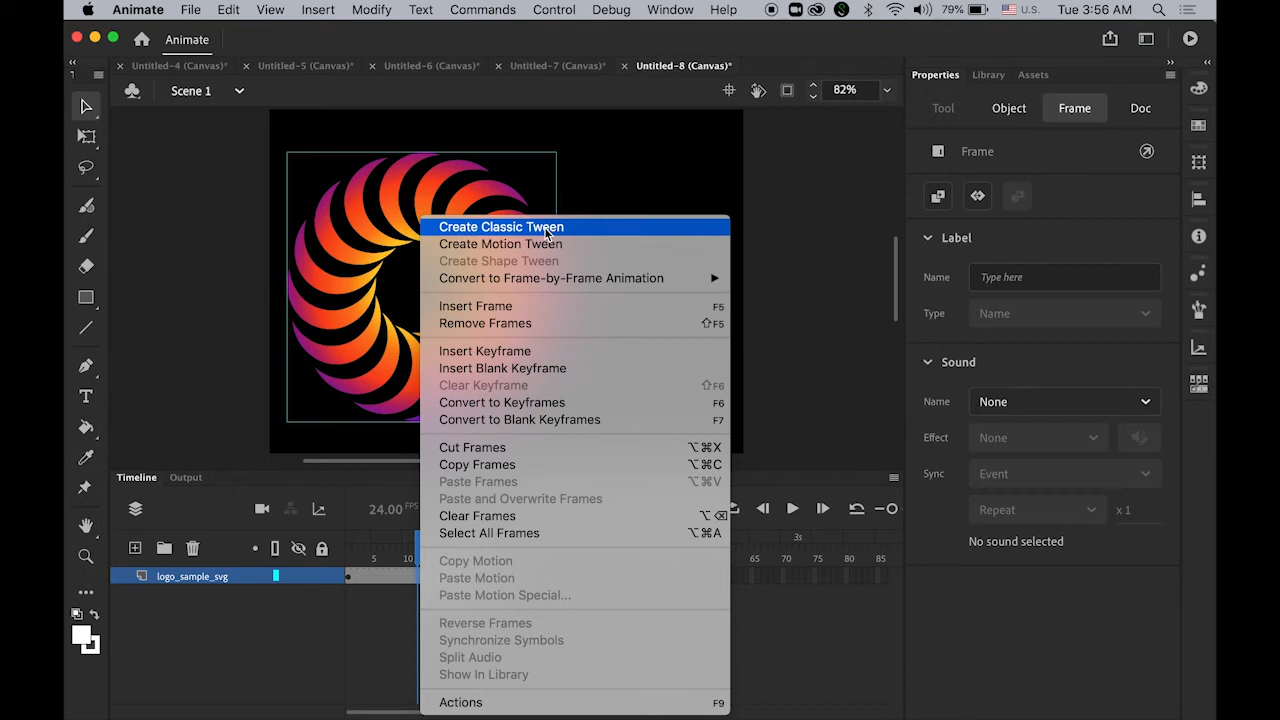 Animate File Edit View Insert Modify Text Commands Control Debug Window Help 79% U.S. Tue 3:56 AM
Animate
Untitled-4 (Canvas)* Untitled-5 (Canvas)* Untitled-6 (Canvas)* Untitled-7 (Canvas)* Untitled-8 (Canvas)*
Scene 1 82%
Properties Library Assets
Tool Object Frame Doc
Frame
Label
Name Type here
Type Name
Sound
Name None
Effect None
Sync Event
Repeat x 1
No sound selected
Create Classic Tween
Create Motion Tween
Create Shape Tween
Convert to Frame-by-Frame Animation
Insert Frame F5
Remove Frames ⇧F5
Insert Keyframe
Insert Blank Keyframe
Clear Keyframe ⇧F6
Convert to Keyframes F6
Convert to Blank Keyframes F7
Cut Frames ⌥⌘X
Copy Frames ⌥⌘C
Paste Frames ⌥⌘V
Paste and Overwrite Frames
Clear Frames ⌥⌫
Select All Frames ⌥⌘A
Copy Motion
Paste Motion
Paste Motion Special...
Reverse Frames
Synchronize Symbols
Split Audio
Show In Library
Actions F9
Timeline Output
24.00 FPS
3s
5 10 65 70 75 80 85
logo_sample_svg